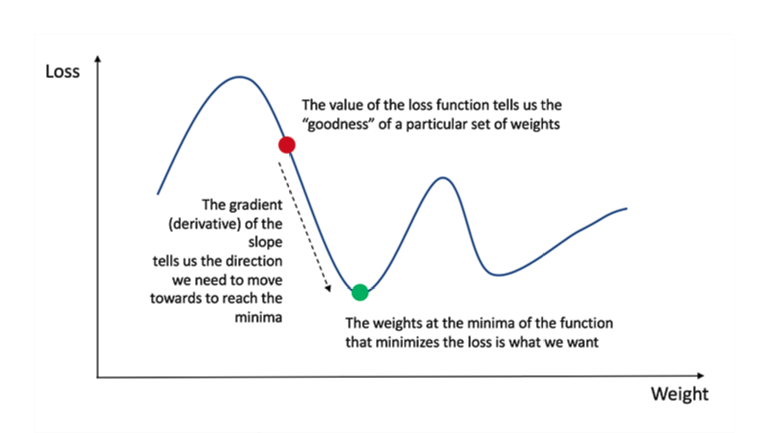 Loss
The value of the loss function tells us the
“goodness” of a particular set of weights
The gradient
(derivative) of the
slope
tells us the direction
we need to move
towards to reach the
minima
The weights at the minima of the function
that minimizes the loss is what we want
Weight